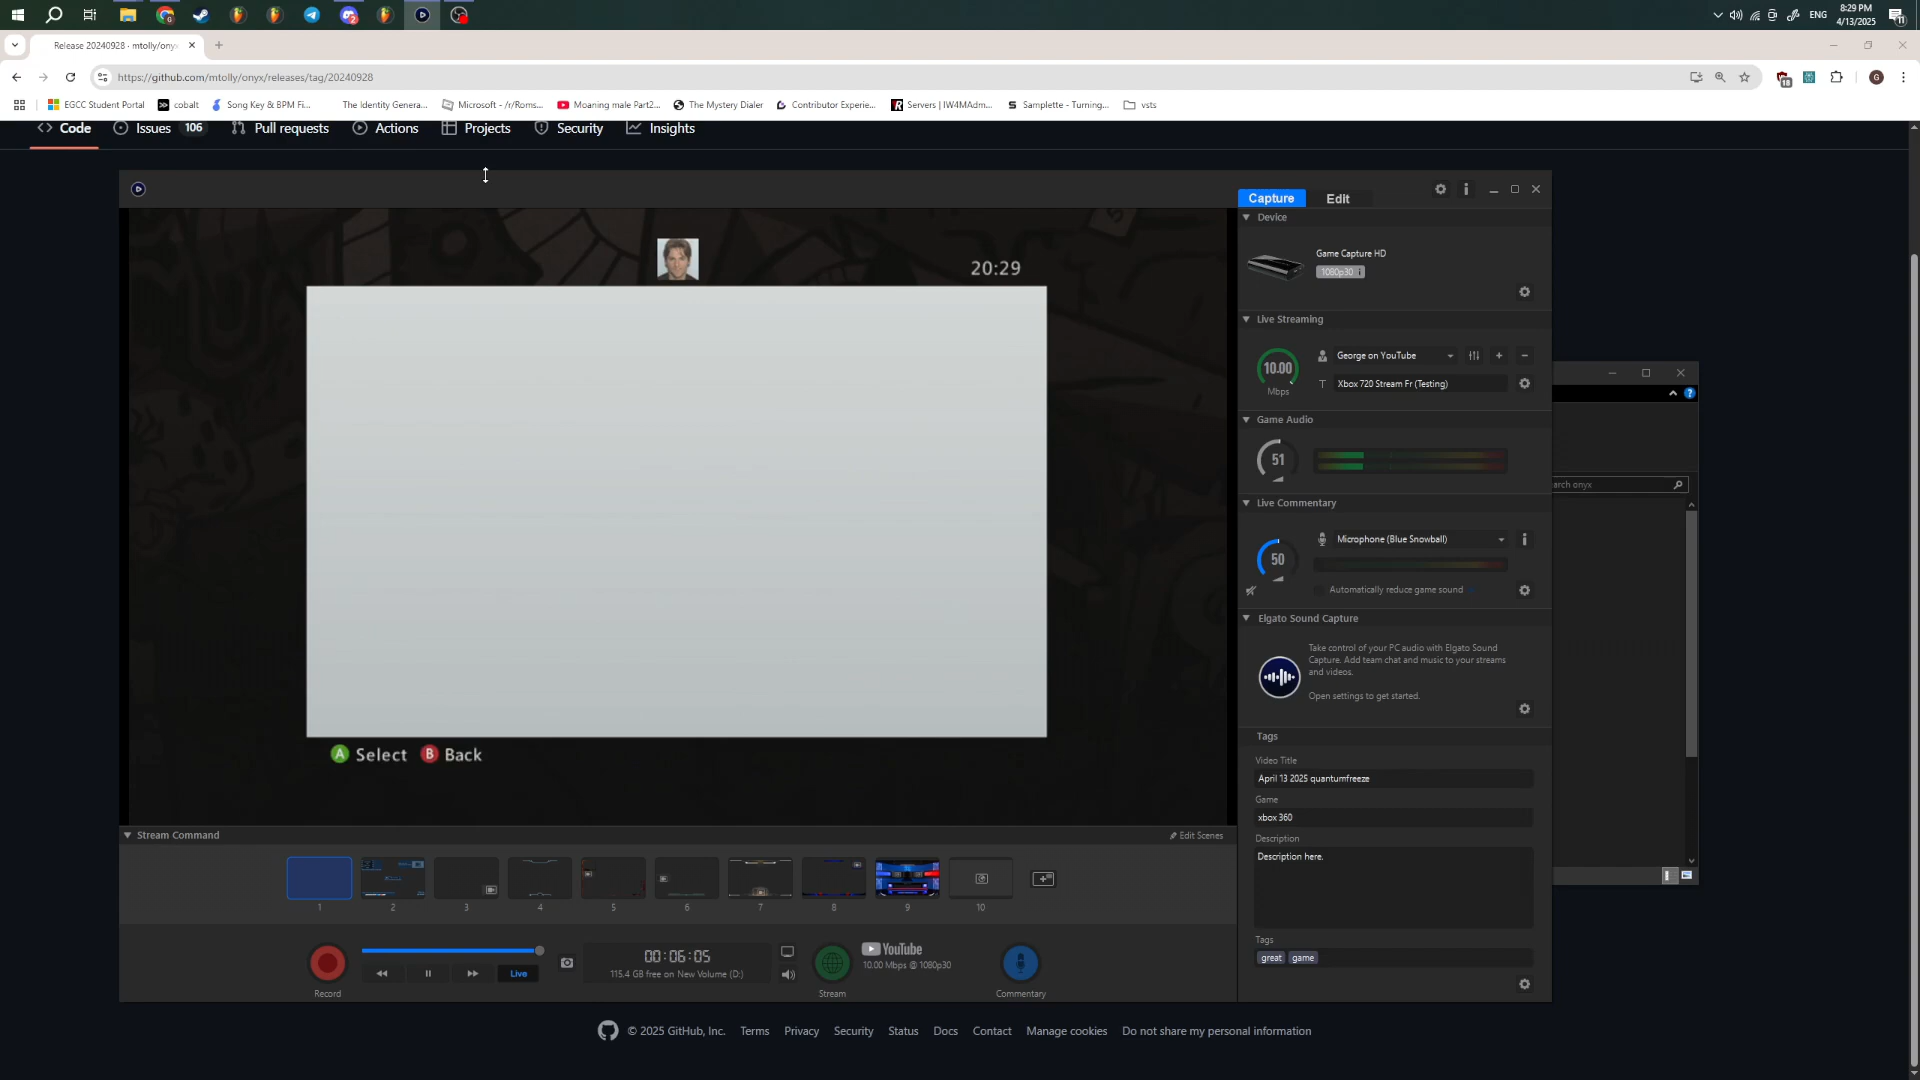 ENG
8:29 PM
4/13/2025
Release 20240928 · mtolly/ony
https://github.com/mtolly/onyx/releases/tag/20240928
EGCC Student Portal
cobalt
Song Key & BPM Fi...
The Identity Genera...
Microsoft - /r/Roms...
Moaning male Part2...
The Mystery Dialer
Contributor Experie...
Servers | IW4MAdm...
Samplette - Turning...
vsts
Code
Issues 106
Pull requests
Actions
Projects
Security
Insights
Capture
Edit
Device
Game Capture HD
1080p30
20:29
Live Streaming
10.00
Mbps
George on YouTube
Xbox 720 Stream Fr (Testing)
Game Audio
51
arch onyx
Live Commentary
50
Microphone (Blue Snowball)
Automatically reduce game sound
Elgato Sound Capture
Take control of your PC audio with Elgato Sound
Capture. Add team chat and music to your streams
and videos.
Open settings to get started.
A Select B Back
Tags
Video Title
April 13 2025 quantumfreeze
Game
xbox 360
Description
Description here.
Tags
great game
Stream Command
Edit Scenes
1 2 3 4 5 6 7 8 9 10
Record
Live
00:06:05
115.4 GB free on New Volume (D:)
YouTube
10.00 Mbps @ 1080p30
Stream
Commentary
© 2025 GitHub, Inc.
Terms
Privacy
Security
Status
Docs
Contact
Manage cookies
Do not share my personal information